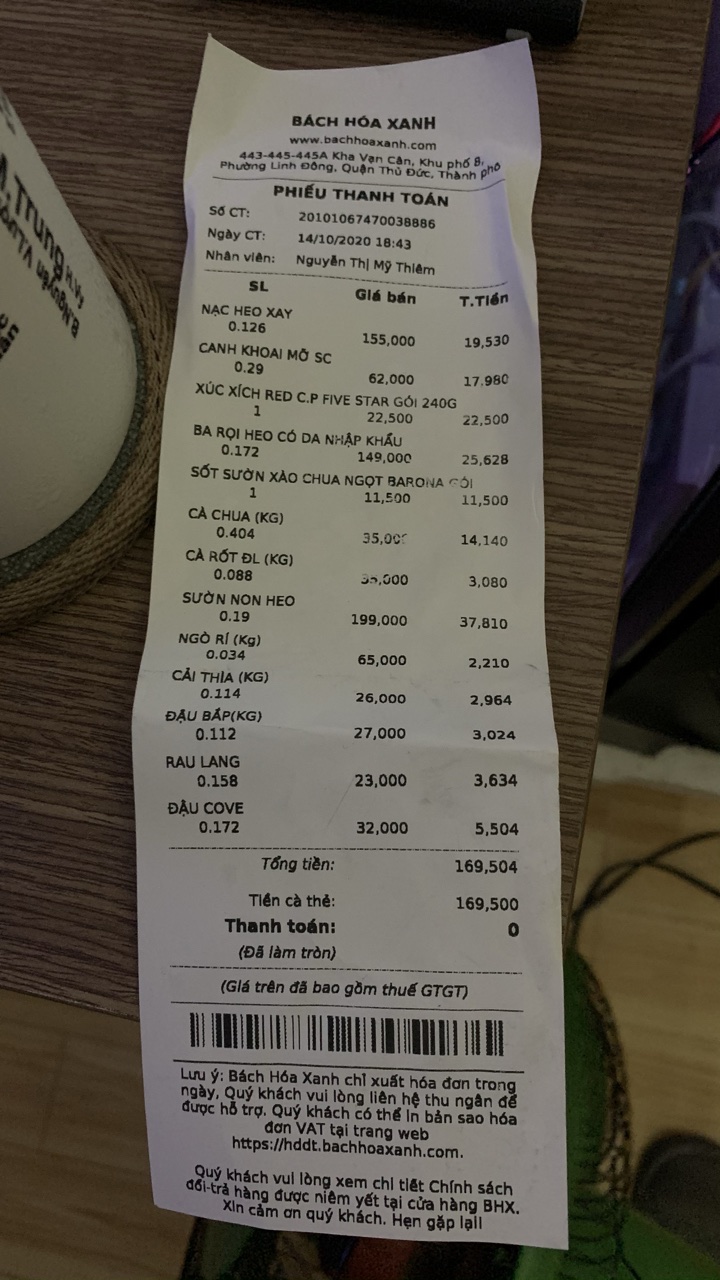 BÁCH HÓA XANH
www.bachhoaxanh.com
443-445-445A Kha Vạn Cân, Khu phố 8,
Phường Linh Đông, Quận Thủ Đức, Thành phố
PHIẾU THANH TOÁN
Số CT: 20101067470038886
Ngày CT: 14/10/2020 18:43
Nhân viên: Nguyễn Thị Mỹ Thiêm
SL Giá bán T.Tiền
NẠC HEO XAY
0.126 155,000 19,530
CANH KHOAI MỠ SC
0.29 62,000 17,980
XÚC XÍCH RED C.P FIVE STAR GÓI 240G
1 22,500 22,500
BA RỌI HEO CÓ DA NHẬP KHẨU
0.172 149,000 25,628
SỐT SƯỜN XÀO CHUA NGỌT BARONA GÓI
1 11,500 11,500
CÀ CHUA (KG)
0.404 35,000 14,140
CÀ RỐT ĐL (KG)
0.088 35,000 3,080
SƯỜN NON HEO
0.19 199,000 37,810
NGÒ RÍ (Kg)
0.034 65,000 2,210
CẢI THÌA (KG)
0.114 26,000 2,964
ĐẬU BẮP(KG)
0.112 27,000 3,024
RAU LANG
0.158 23,000 3,634
ĐẬU COVE
0.172 32,000 5,504
Tổng tiền: 169,504
Tiền cà thẻ: 169,500
Thanh toán: 0
(Đã làm tròn)
(Giá trên đã bao gồm thuế GTGT)
Lưu ý: Bách Hóa Xanh chỉ xuất hóa đơn trong
ngày, Quý khách vui lòng liên hệ thu ngân để
được hỗ trợ. Quý khách có thể in bản sao hóa
đơn VAT tại trang web
https://hddt.bachhoaxanh.com.
Quý khách vui lòng xem chi tiết Chính sách
đổi-trả hàng được niêm yết tại cửa hàng BHX.
Xin cảm ơn quý khách. Hẹn gặp lại!
Trung